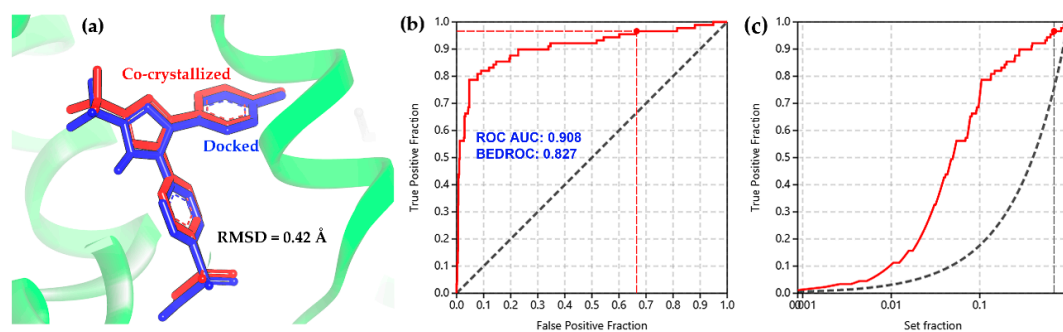 (a)
Co-crystallized
Docked
RMSD = 0.42 Å
(b)
1.0
0.9
0.8
0.7
0.6
0.5
0.4
0.3
0.2
0.1
0.0
True Positive Fraction
ROC AUC: 0.908
BEDROC: 0.827
0.0 0.1 0.2 0.3 0.4 0.5 0.6 0.7 0.8 0.9 1.0
False Positive Fraction
(c)
1.0
0.9
0.8
0.7
0.6
0.5
0.4
0.3
0.2
0.1
0.0
True Positive Fraction
0.01 0.1
Set fraction